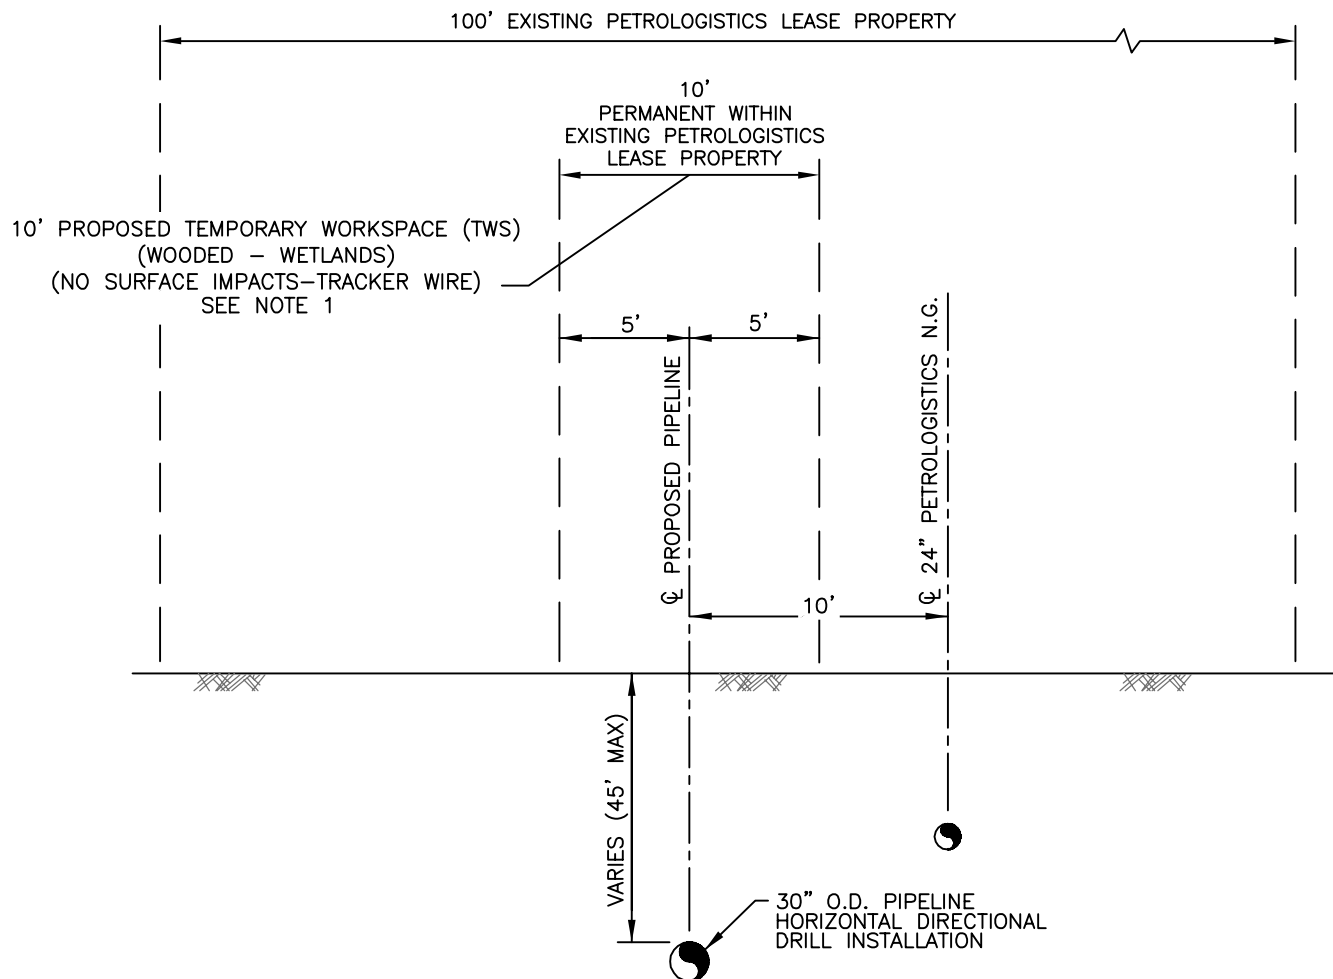 100' EXISTING PETROLOGISTICS LEASE PROPERTY
10'
PERMANENT WITHIN
EXISTING PETROLOGISTICS
LEASE PROPERTY
10' PROPOSED TEMPORARY WORKSPACE (TWS)
(WOODED – WETLANDS)
(NO SURFACE IMPACTS–TRACKER WIRE)
SEE NOTE 1
5'
5'
℄ PROPOSED PIPELINE
℄ 24" PETROLOGISTICS N.G.
10'
VARIES (45' MAX)
30" O.D. PIPELINE
HORIZONTAL DIRECTIONAL
DRILL INSTALLATION